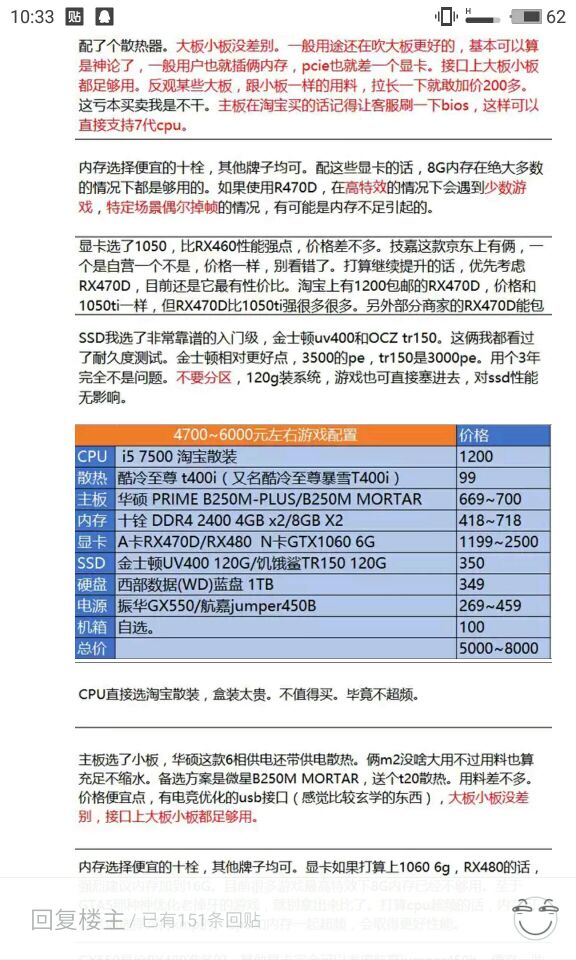 10:33 贴 H 62
配了个散热器。大板小板没差别。一般用途还在吹大板更好的，基本可以算
是神论了，一般用户也就插俩内存，pcie也就差一个显卡。接口上大板小板
都足够用。反观某些大板，跟小板一样的用料，拉长一下就敢加价200多。
这亏本买卖我是不干。主板在淘宝买的话记得让客服刷一下bios，这样可以
直接支持7代cpu。
内存选择便宜的十栓，其他牌子均可。配这些显卡的话，8G内存在绝大多数
的情况下都是够用的。如果使用R470D，在高特效的情况下会遇到少数游
戏，特定场景偶尔掉帧的情况，有可能是内存不足引起的。
显卡选了1050，比RX460性能强点，价格差不多。技嘉这款京东上有俩，一
个是自营一个不是，价格一样，别看错了。打算继续提升的话，优先考虑
RX470D，目前还是它最有性价比。淘宝上有1200包邮的RX470D，价格和
1050ti一样，但RX470D比1050ti强很多很多。另外部分商家的RX470D能包
SSD我选了非常靠谱的入门级，金士顿uv400和OCZ tr150。这俩我都看过
了耐久度测试。金士顿相对更好点，3500的pe，tr150是3000pe。用个3年
完全不是问题。不要分区，120g装系统，游戏也可直接塞进去，对ssd性能
无影响。
4700~6000元左右游戏配置 价格
CPU i5 7500 淘宝散装 1200
散热 酷冷至尊 t400i（又名酷冷至尊暴雪T400i） 99
主板 华硕 PRIME B250M-PLUS/B250M MORTAR 669~700
内存 十铨 DDR4 2400 4GB x2/8GB X2 418~718
显卡 A卡RX470D/RX480 N卡GTX1060 6G 1199~2500
SSD 金士顿UV400 120G/饥饿鲨TR150 120G 350
硬盘 西部数据(WD)蓝盘 1TB 349
电源 振华GX550/航嘉jumper450B 269~459
机箱 自选。 100
总价 5000~8000
CPU直接选淘宝散装，盒装太贵。不值得买。毕竟不超频。
主板选了小板，华硕这款6相供电还带供电散热。俩m2没啥大用不过用料也算
充足不缩水。备选方案是微星B250M MORTAR，送个t20散热。用料差不多。
价格便宜点，有电竞优化的usb接口（感觉比较玄学的东西），大板小板没差
别，接口上大板小板都足够用。
内存选择便宜的十栓，其他牌子均可。显卡如果打算上1060 6g，RX480的话，
回复楼主 / 已有151条回贴